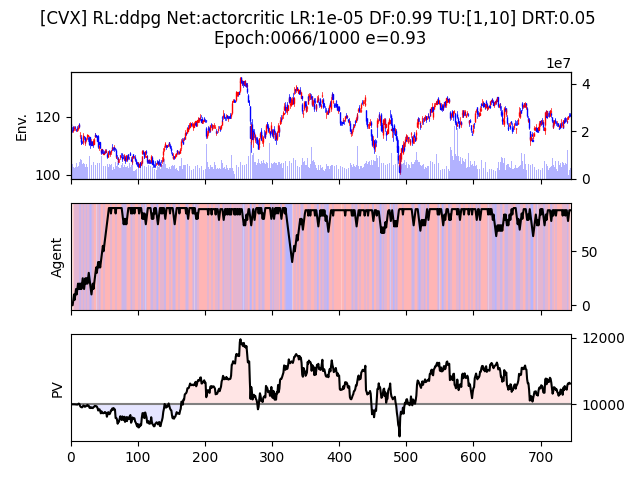 [CVX] RL:ddpg Net:actorcritic LR:1e-05 DF:0.99 TU:[1,10] DRT:0.05
Epoch:0066/1000 e=0.93
1e7
Env.
120
100
4
2
0
Agent
50
0
PV
12000
10000
0 100 200 300 400 500 600 700